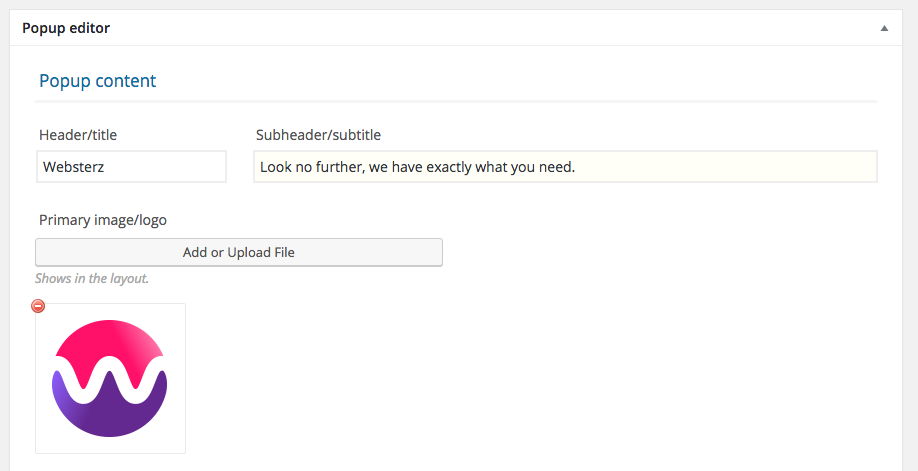 Popup editor
Popup content
Header/title
Subheader/subtitle
Websterz
Look no further, we have exactly what you need.
Primary image/logo
Add or Upload File
Shows in the layout.